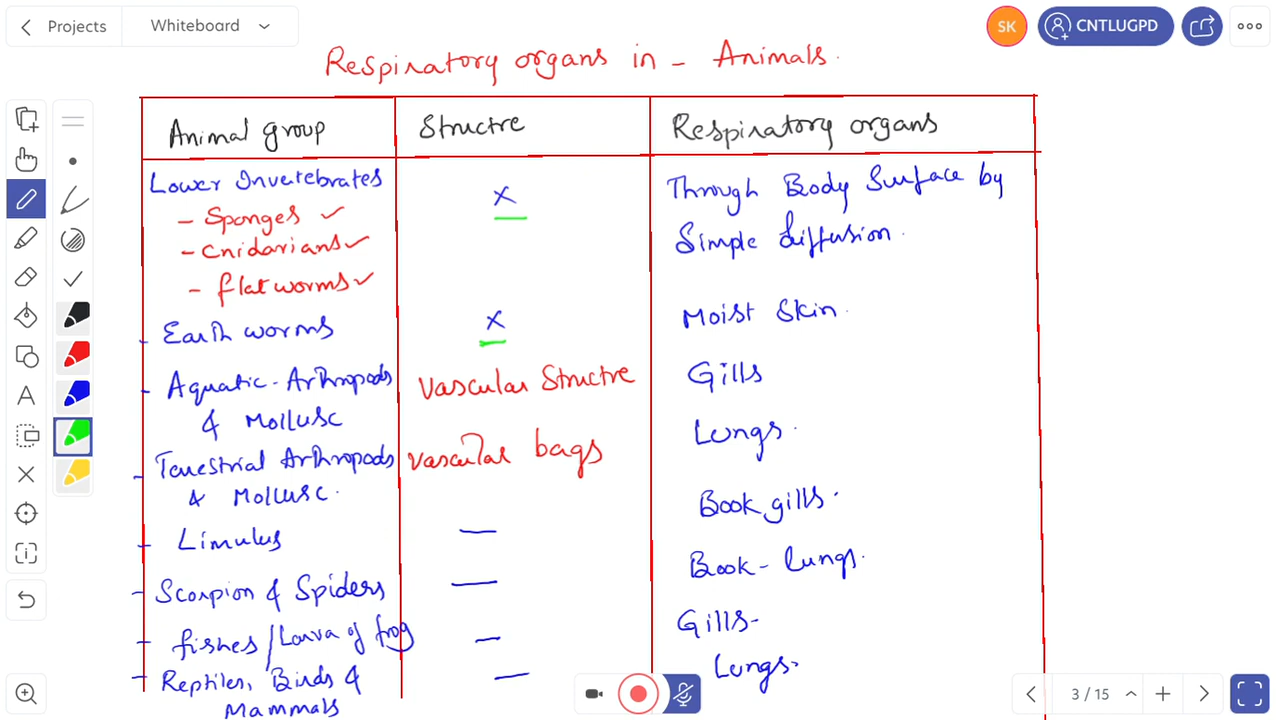 Projects
Whiteboard
SK
CNTLUGPD
Respiratory organs in - Animals.
Animal group
Structre
Respiratory organs
Lower Invertebrates
x
Through Body Surface by
- Sponges ✓
Simple diffusion.
- Cnidarians ✓
- flatworms ✓
- Earth worms
x
Moist Skin.
- Aquatic-Arthropods
Vascular Structre
Gills
& Mollusc
Lungs.
- Terrestrial Arthropods
Vascular bags
& Mollusc.
Book gills.
- Limulus
—
Book-lungs.
- Scorpion & Spiders
—
- fishes/Larva of frog
—
Gills-
- Reptiles, Birds &
—
Lungs.
Mammals
3 / 15